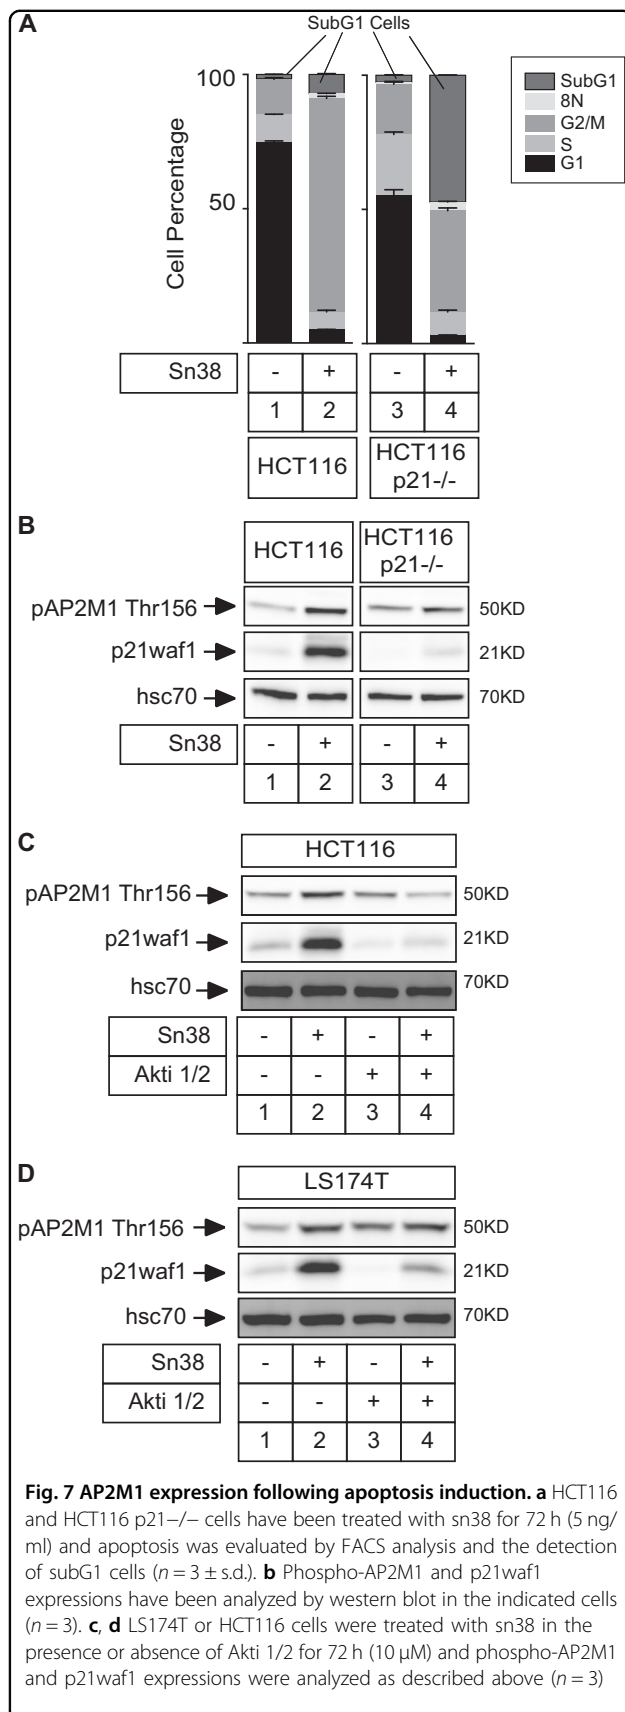 A
SubG1 Cells
100
50
Cell Percentage
SubG1
8N
G2/M
S
G1
Sn38 - + - +
1 2 3 4
HCT116 HCT116 p21-/-
B
HCT116 HCT116 p21-/-
pAP2M1 Thr156 50KD
p21waf1 21KD
hsc70 70KD
Sn38 - + - +
1 2 3 4
C
HCT116
pAP2M1 Thr156 50KD
p21waf1 21KD
hsc70 70KD
Sn38 - + - +
Akti 1/2 - - + +
1 2 3 4
D
LS174T
pAP2M1 Thr156 50KD
p21waf1 21KD
hsc70 70KD
Sn38 - + - +
Akti 1/2 - - + +
1 2 3 4
Fig. 7 AP2M1 expression following apoptosis induction. a HCT116
and HCT116 p21−/− cells have been treated with sn38 for 72 h (5 ng/
ml) and apoptosis was evaluated by FACS analysis and the detection
of subG1 cells (n = 3 ± s.d.). b Phospho-AP2M1 and p21waf1
expressions have been analyzed by western blot in the indicated cells
(n = 3). c, d LS174T or HCT116 cells were treated with sn38 in the
presence or absence of Akti 1/2 for 72 h (10 μM) and phospho-AP2M1
and p21waf1 expressions were analyzed as described above (n = 3)